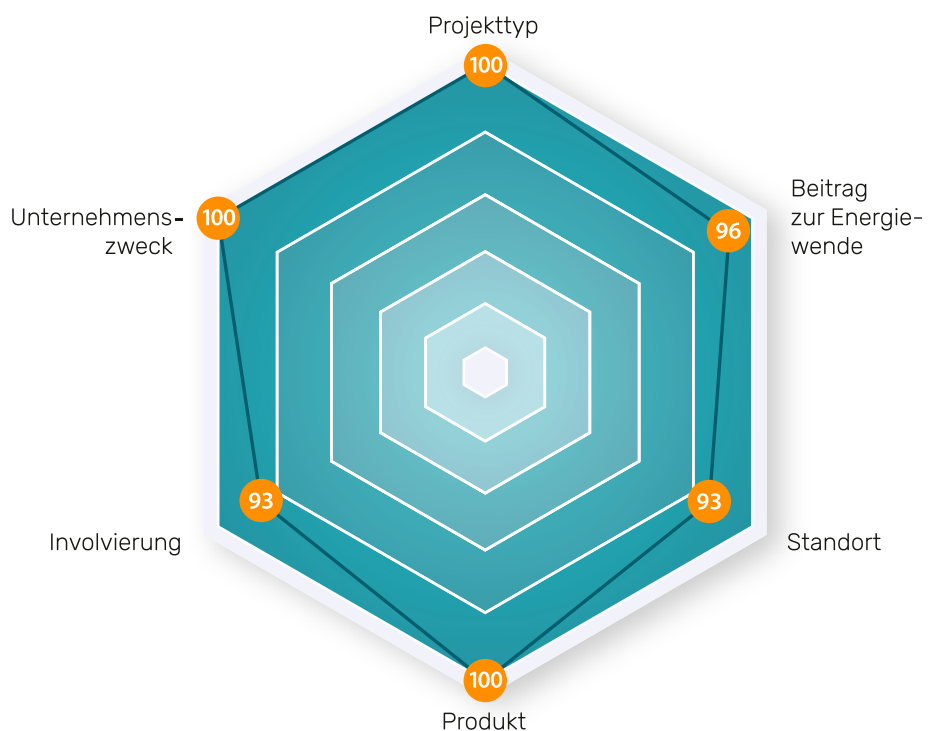 Projekttyp
100
Beitrag
zur Energie-
wende
96
Unternehmens-
zweck
100
93
93
Involvierung
Standort
100
Produkt